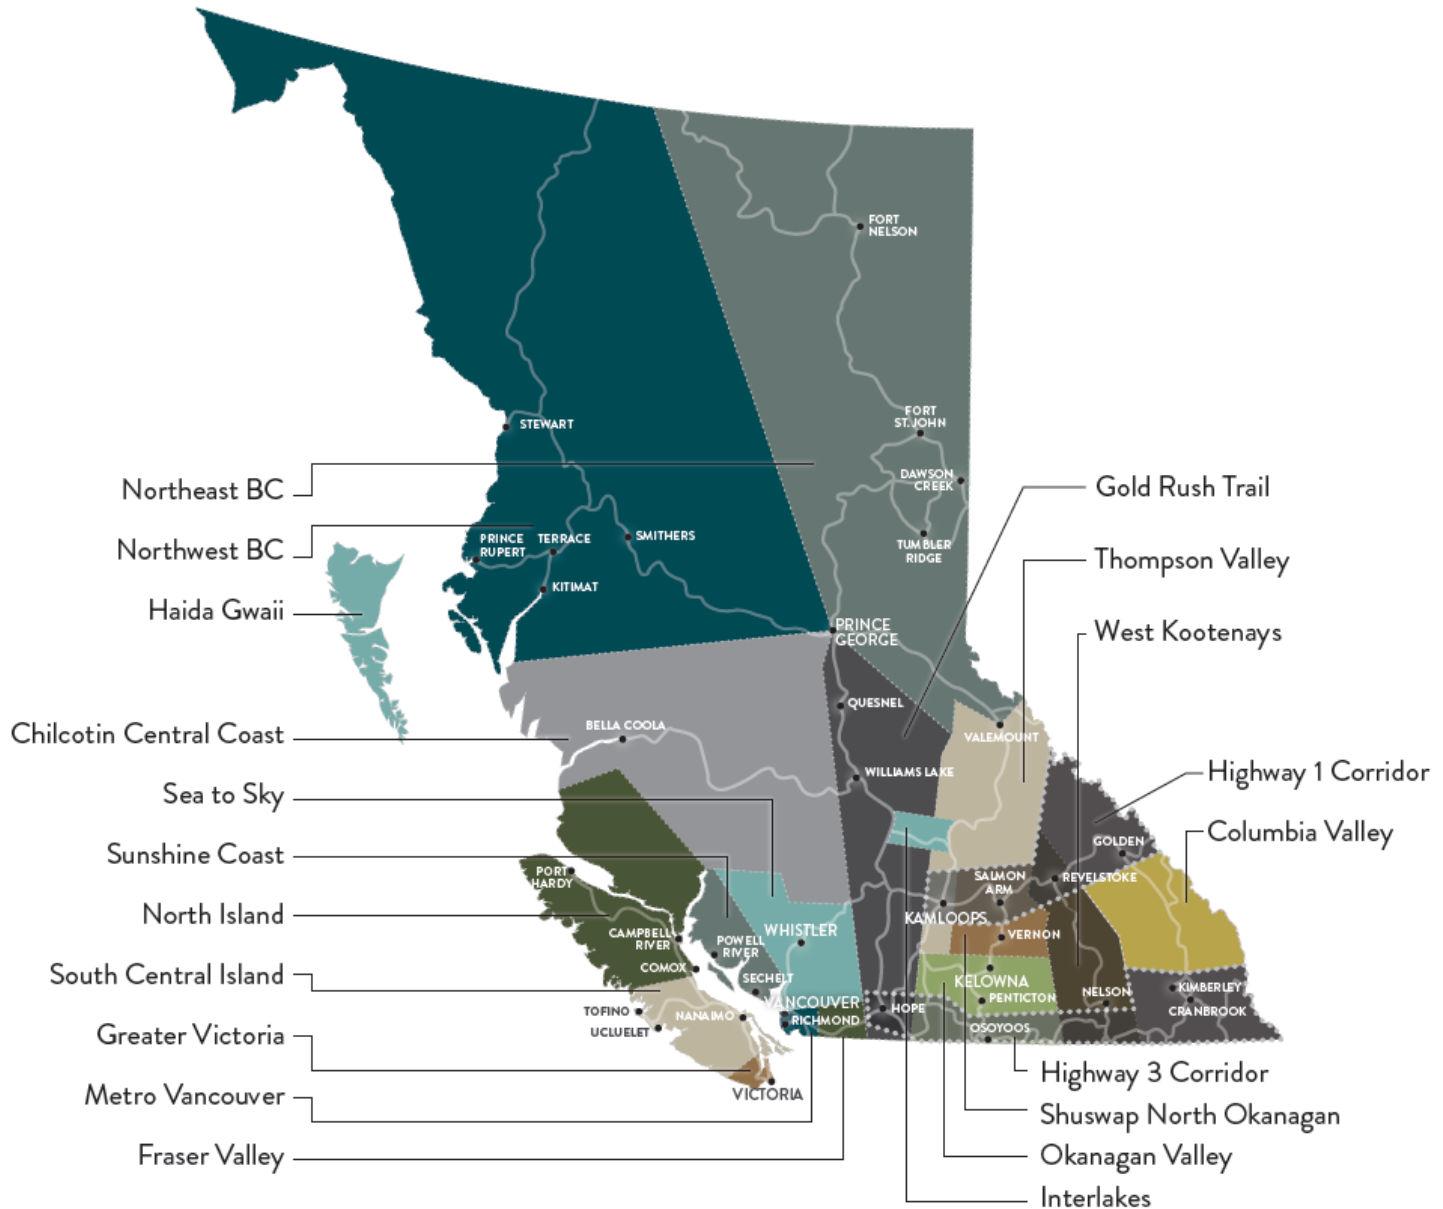 FORT
NELSON
FORT
ST. JOHN
STEWART
DAWSON
CREEK
Northeast BC
Gold Rush Trail
Northwest BC
PRINCE
RUPERT
TERRACE
SMITHERS
TUMBLER
RIDGE
Thompson Valley
KITIMAT
Haida Gwaii
PRINCE
GEORGE
West Kootenays
QUESNEL
Chilcotin Central Coast
BELLA COOLA
VALEMOUNT
WILLIAMS LAKE
Highway 1 Corridor
Sea to Sky
Columbia Valley
GOLDEN
Sunshine Coast
PORT
HARDY
SALMON
ARM
REVELSTOKE
North Island
KAMLOOPS
WHISTLER
CAMPBELL
RIVER
POWELL
RIVER
VERNON
COMOX
South Central Island
SECHELT
KELOWNA
NELSON
KIMBERLEY
PENTICTON
VANCOUVER
HOPE
CRANBROOK
TOFINO
NANAIMO
RICHMOND
OSOYOOS
UCLUELET
Greater Victoria
Highway 3 Corridor
Metro Vancouver
VICTORIA
Shuswap North Okanagan
Fraser Valley
Okanagan Valley
Interlakes